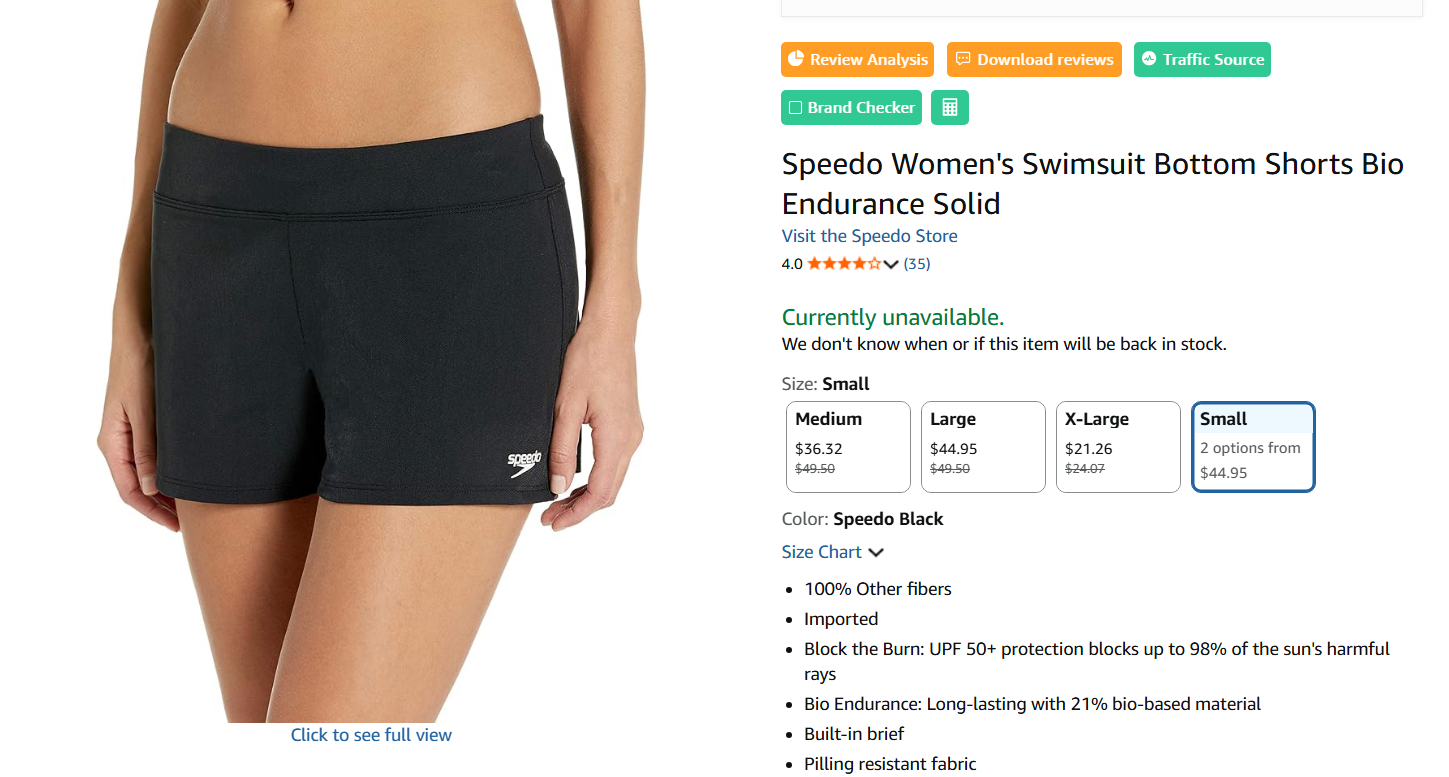 speedo
Click to see full view
Review Analysis
Download reviews
Traffic Source
Brand Checker
Speedo Women's Swimsuit Bottom Shorts Bio
Endurance Solid
Visit the Speedo Store
4.0 (35)
Currently unavailable.
We don't know when or if this item will be back in stock.
Size: Small
Medium
$36.32
$49.50
Large
$44.95
$49.50
X-Large
$21.26
$24.07
Small
2 options from
$44.95
Color: Speedo Black
Size Chart
100% Other fibers
Imported
Block the Burn: UPF 50+ protection blocks up to 98% of the sun's harmful
rays
Bio Endurance: Long-lasting with 21% bio-based material
Built-in brief
Pilling resistant fabric